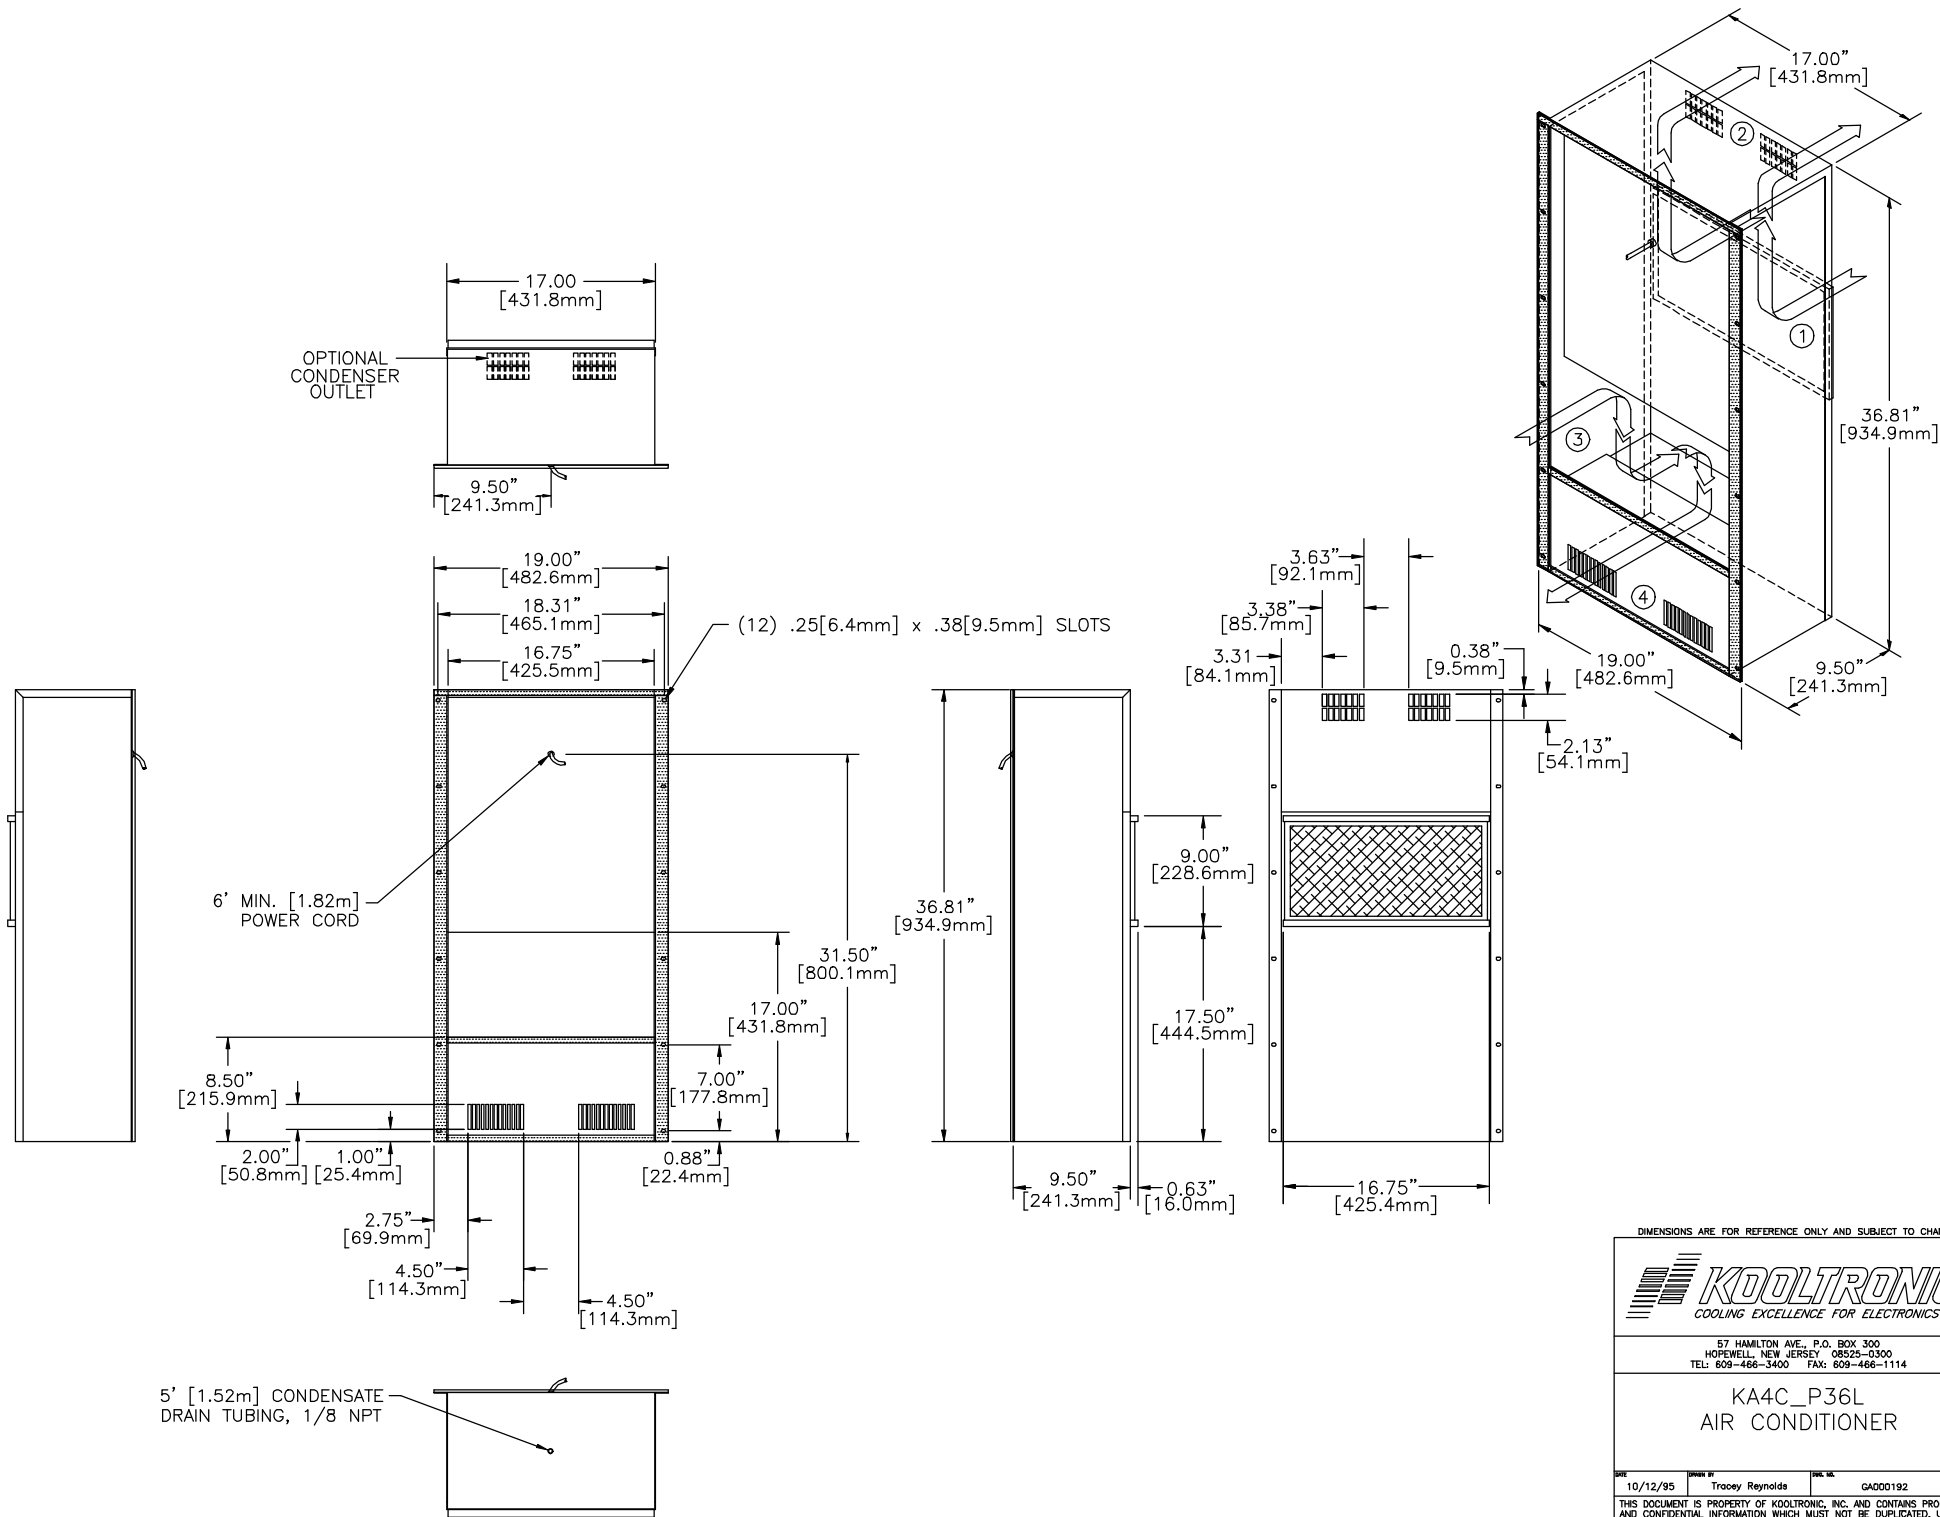 17.00"
[431.8mm]
2
1
36.81"
[934.9mm]
3
4
19.00"
[482.6mm]
9.50"
[241.3mm]
17.00
[431.8mm]
OPTIONAL
CONDENSER
OUTLET
9.50"
[241.3mm]
19.00"
[482.6mm]
18.31"
[465.1mm]
16.75"
[425.5mm]
(12) .25[6.4mm] x .38[9.5mm] SLOTS
6' MIN. [1.82m]
POWER CORD
31.50"
[800.1mm]
17.00"
[431.8mm]
8.50"
[215.9mm]
7.00"
[177.8mm]
2.00"
[50.8mm]
1.00"
[25.4mm]
0.88"
[22.4mm]
2.75"
[69.9mm]
4.50"
[114.3mm]
4.50"
[114.3mm]
36.81"
[934.9mm]
9.00"
[228.6mm]
17.50"
[444.5mm]
9.50"
[241.3mm]
0.63"
[16.0mm]
3.63"
[92.1mm]
3.38"
[85.7mm]
3.31
[84.1mm]
0.38"
[9.5mm]
2.13"
[54.1mm]
16.75"
[425.4mm]
5' [1.52m] CONDENSATE
DRAIN TUBING, 1/8 NPT
DIMENSIONS ARE FOR REFERENCE ONLY AND SUBJECT TO
KOOLTRONIC
COOLING EXCELLENCE FOR ELECTRONICS
57 HAMILTON AVE., P.O. BOX 300
HOPEWELL, NEW JERSEY 08525-0300
TEL: 609-466-3400 FAX: 609-466-1114
KA4C_P36L
AIR CONDITIONER
DATE
10/12/95
DRAWN BY
Tracey Reynolds
DWG. NO.
GA000192
THIS DOCUMENT IS PROPERTY OF KOOLTRONIC, INC. AND CONTAINS
AND CONFIDENTIAL INFORMATION WHICH MUST NOT BE DUPLICATED,